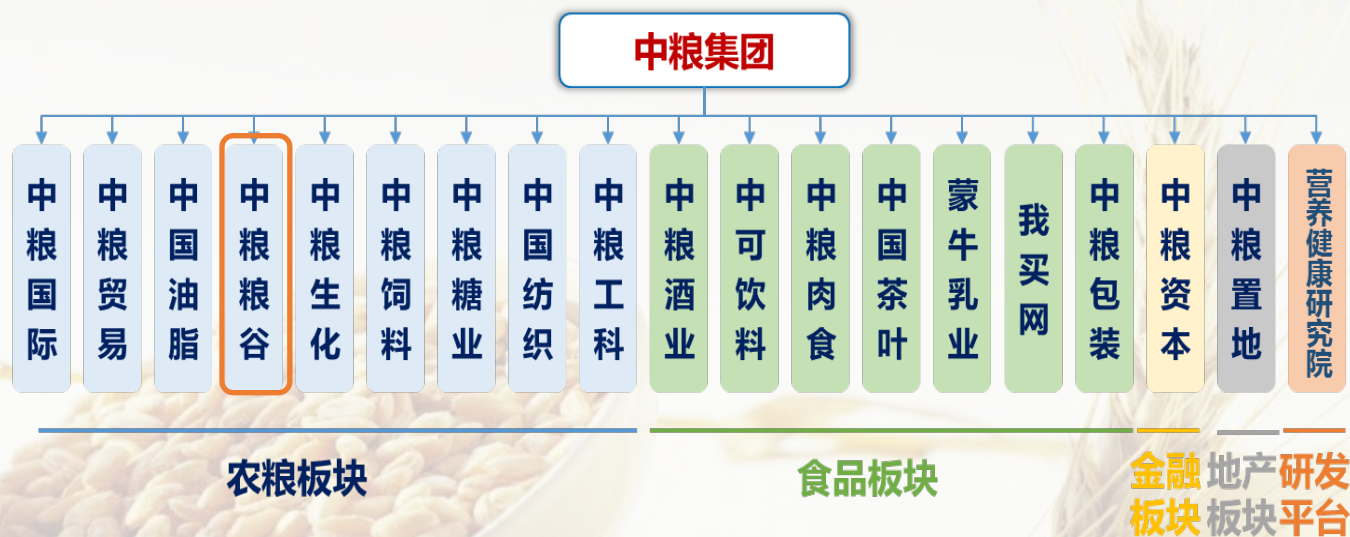 中粮集团
中粮国际
中粮贸易
中国油脂
中粮粮谷
中粮生化
中粮饲料
中粮糖业
中国纺织
中粮工科
中粮酒业
中可饮料
中粮肉食
中国茶叶
蒙牛乳业
我买网
中粮包装
中粮资本
中粮置地
营养健康研究院
农粮板块
食品板块
金融
板块
地产
板块
研发
平台